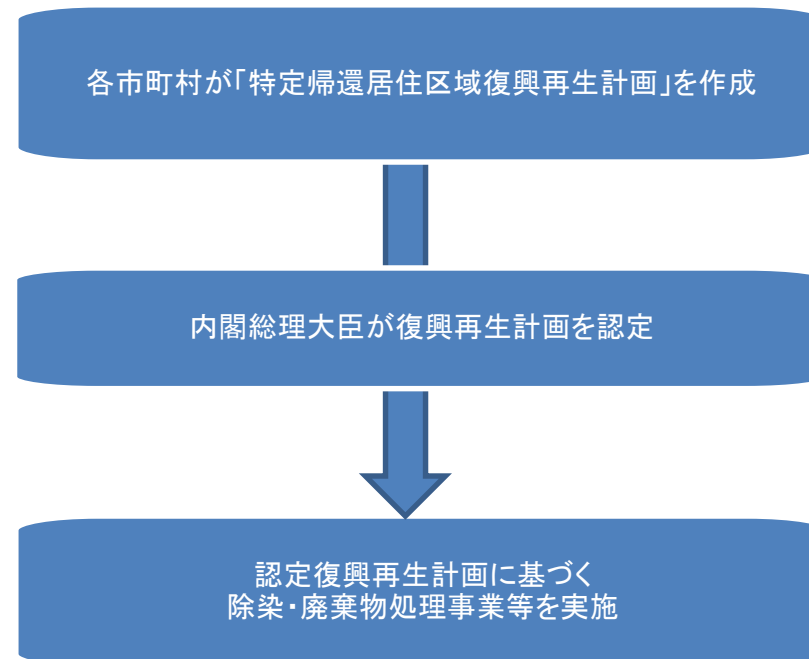 各市町村が「特定帰還居住区域復興再生計画」を作成
内閣総理大臣が復興再生計画を認定
認定復興再生計画に基づく
除染・廃棄物処理事業等を実施